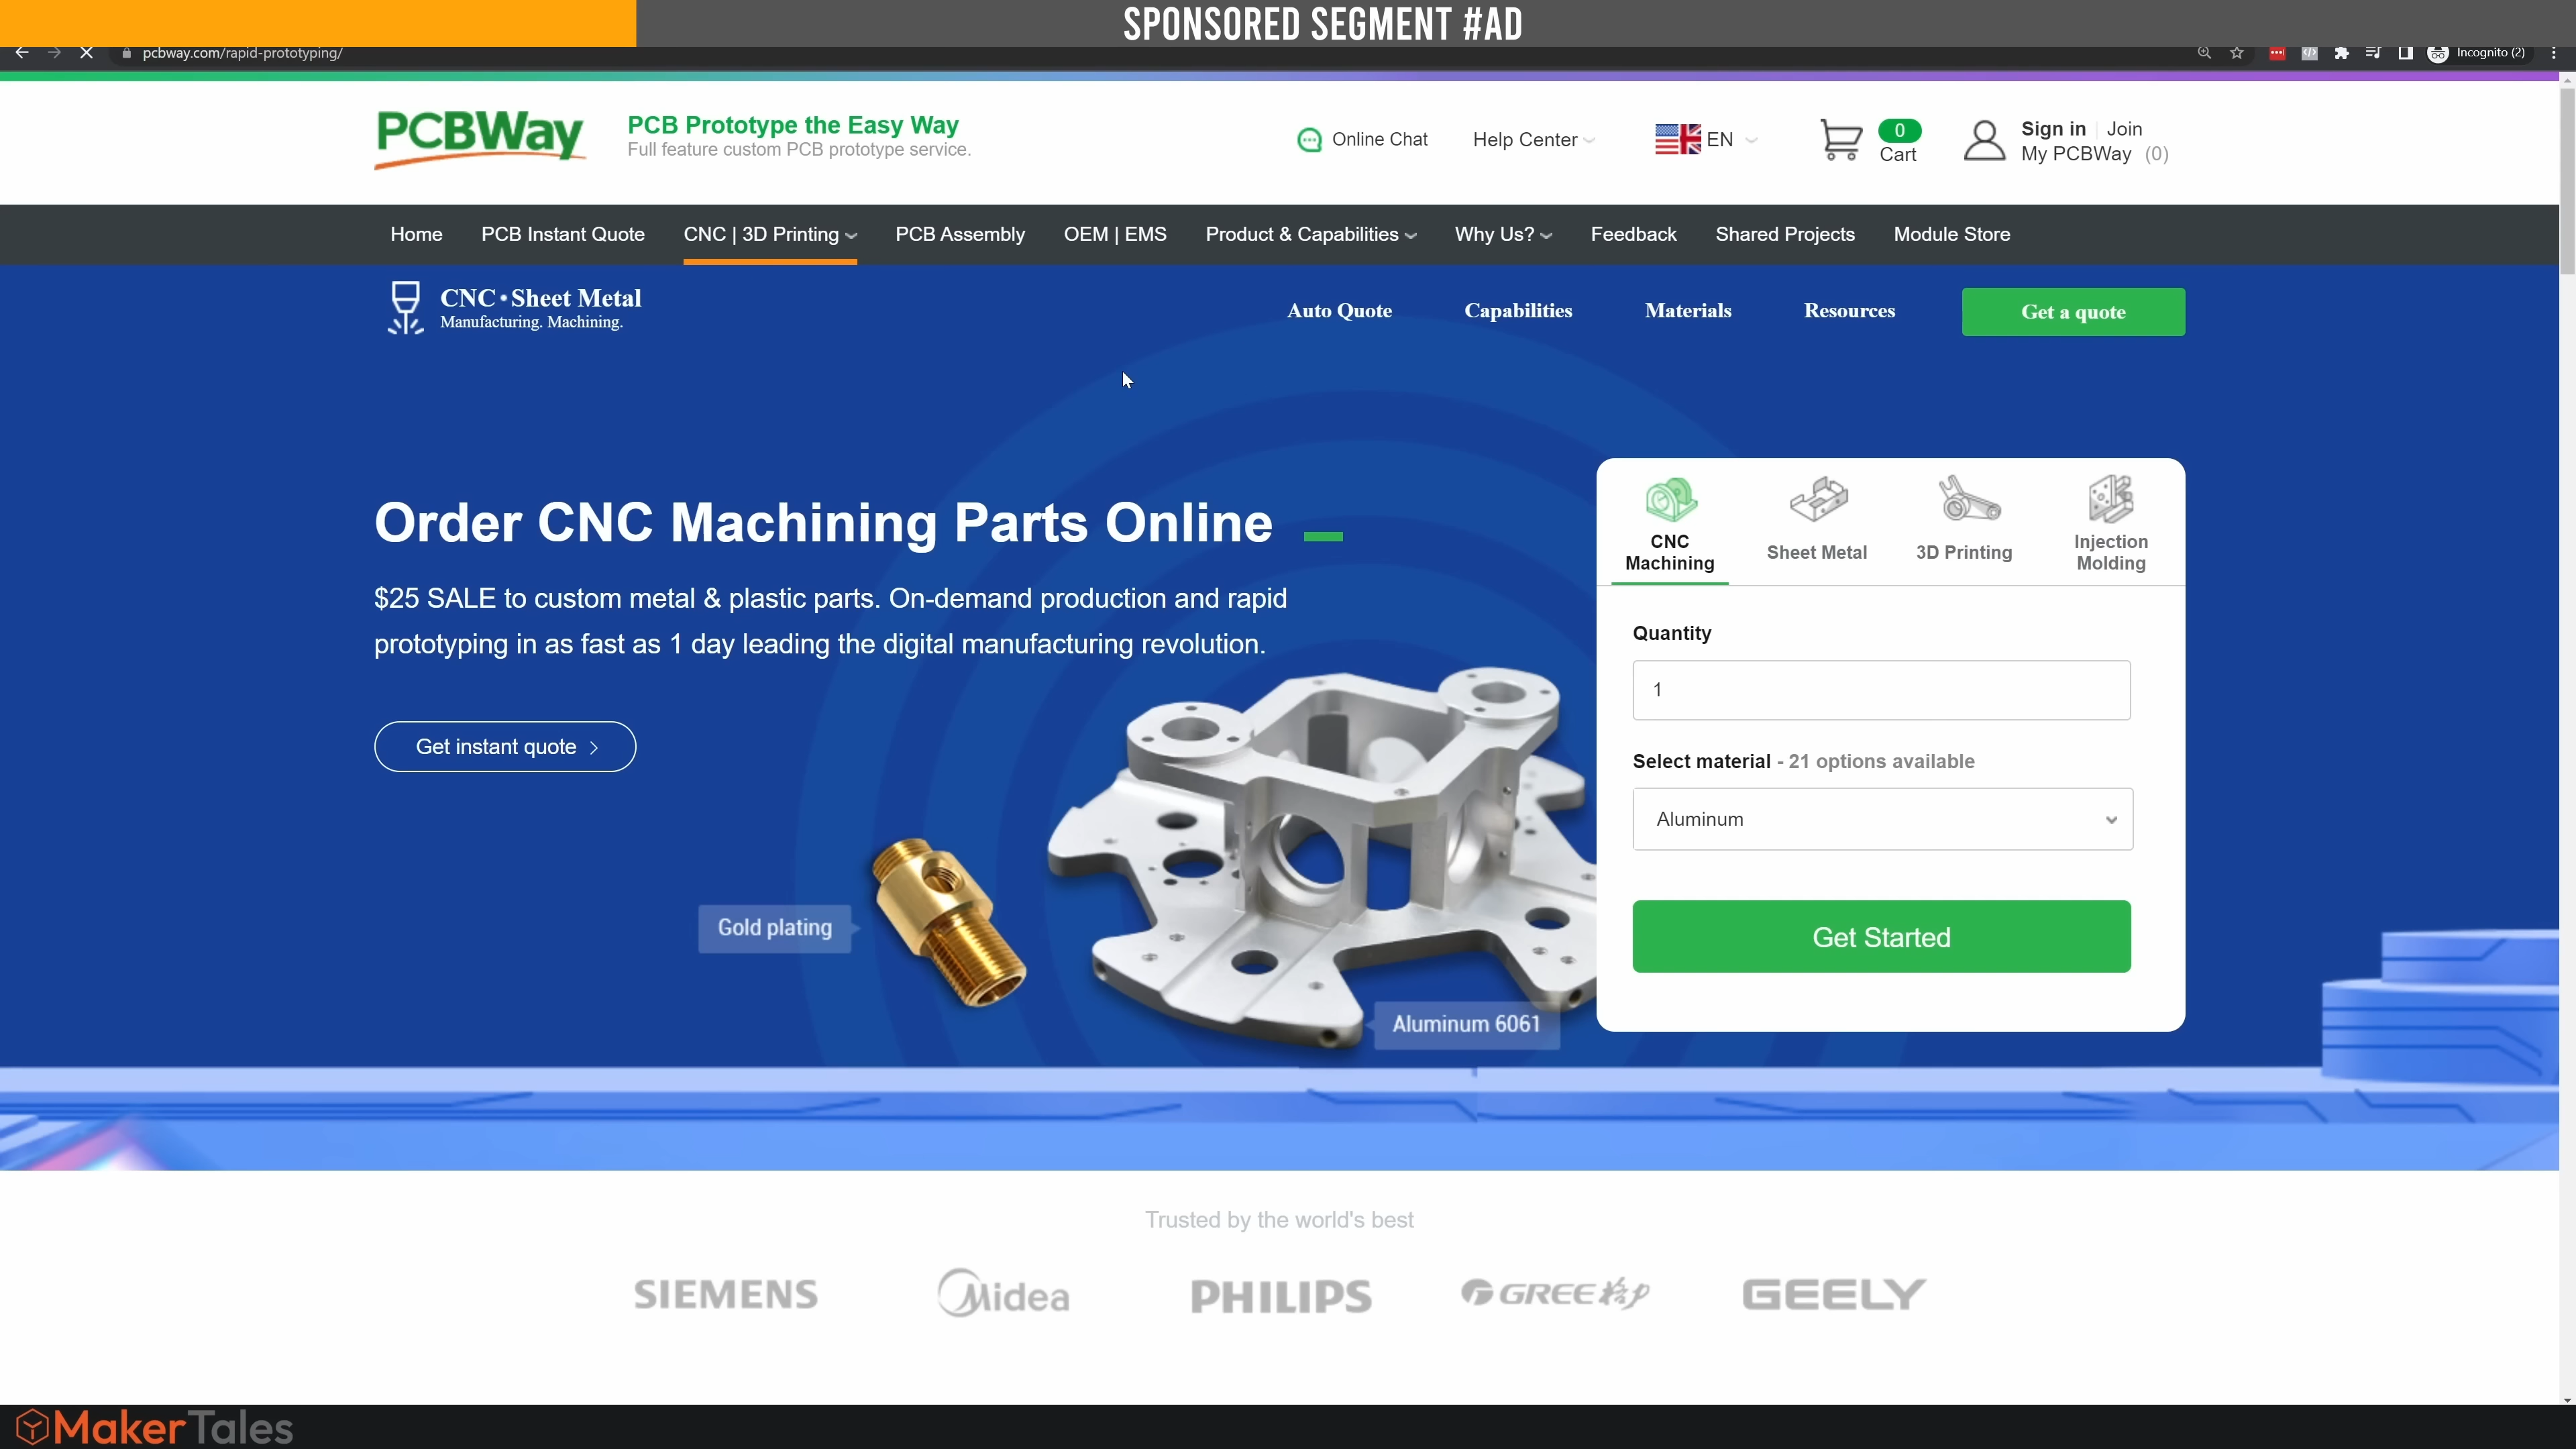 SPONSORED SEGMENT #AD
pcbway.com/rapid-prototyping/
Incognito (2)
PCBWay
PCB Prototype the Easy Way
Full feature custom PCB prototype service.
Online Chat
Help Center
EN
0
Cart
Sign in
Join
My PCBWay (0)
Home
PCB Instant Quote
CNC | 3D Printing
PCB Assembly
OEM | EMS
Product & Capabilities
Why Us?
Feedback
Shared Projects
Module Store
CNC • Sheet Metal
Manufacturing. Machining.
Auto Quote
Capabilities
Materials
Resources
Get a quote
Order CNC Machining Parts Online
$25 SALE to custom metal & plastic parts. On-demand production and rapid
prototyping in as fast as 1 day leading the digital manufacturing revolution.
Get instant quote
Gold plating
Aluminum 6061
CNC
Machining
Sheet Metal
3D Printing
Injection
Molding
Quantity
1
Select material - 21 options available
Aluminum
Get Started
Trusted by the world's best
SIEMENS
Midea
PHILIPS
GREE 格力
GEELY
MakerTales